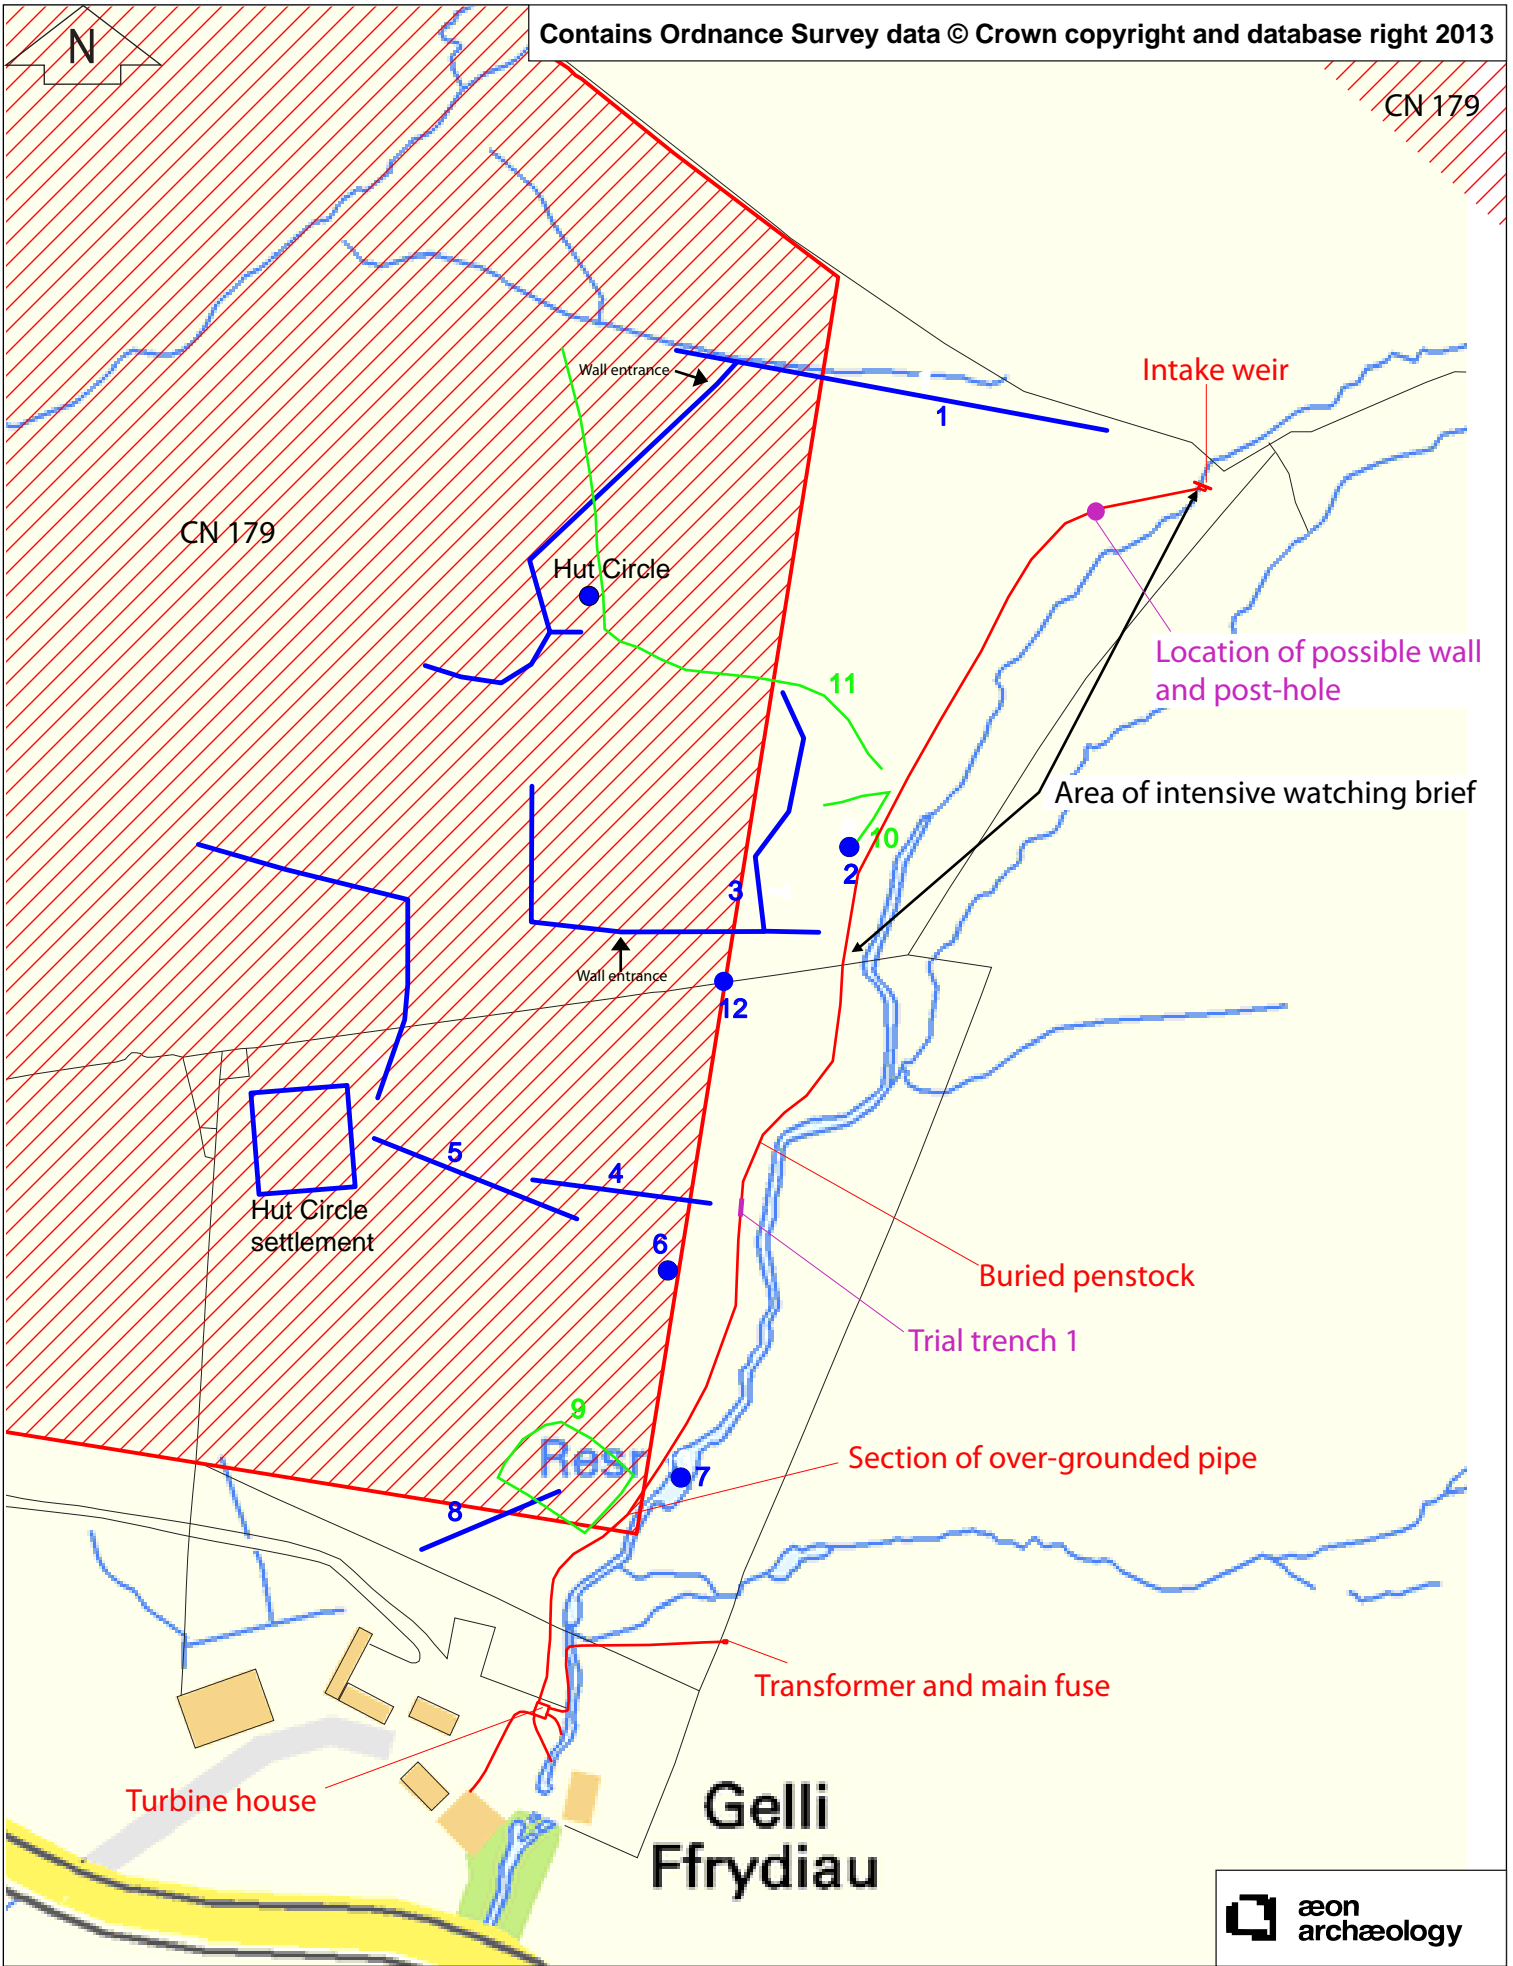 N
Contains Ordnance Survey data © Crown copyright and database right 2013
CN 179
Wall entrance
Intake weir
1
CN 179
Hut Circle
Location of possible wall
and post-hole
11
Area of intensive watching brief
10
2
3
Wall entrance
12
5
4
Hut Circle
settlement
6
Buried penstock
Trial trench 1
9
Resr
Section of over-grounded pipe
7
8
Transformer and main fuse
Turbine house
Gelli
Ffrydiau
æon
archæology